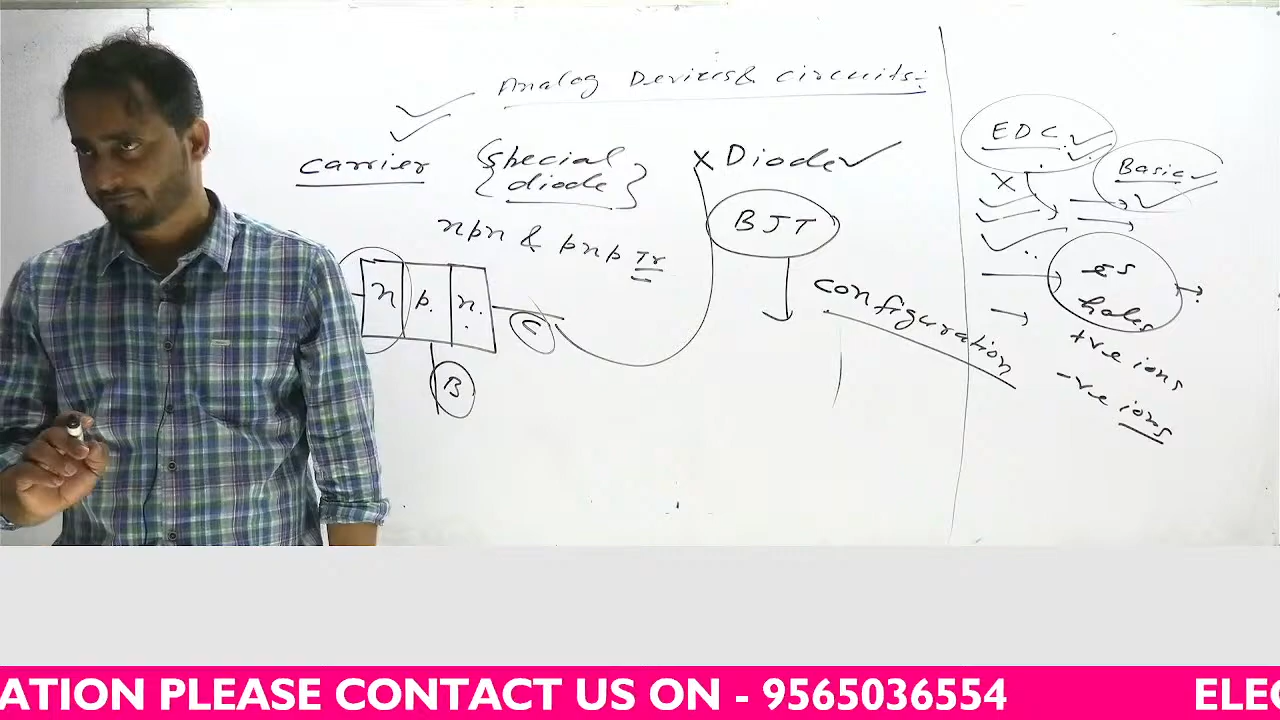 Analog Devices & circuits:
carrier
{special
diode}
x Diode
BJT
npn & pnp Tr
n p n
C
B
configuration
EDC
Basic
x
es
holes
+ve ions
-ve ions
ATION PLEASE CONTACT US ON - 9565036554 ELEC